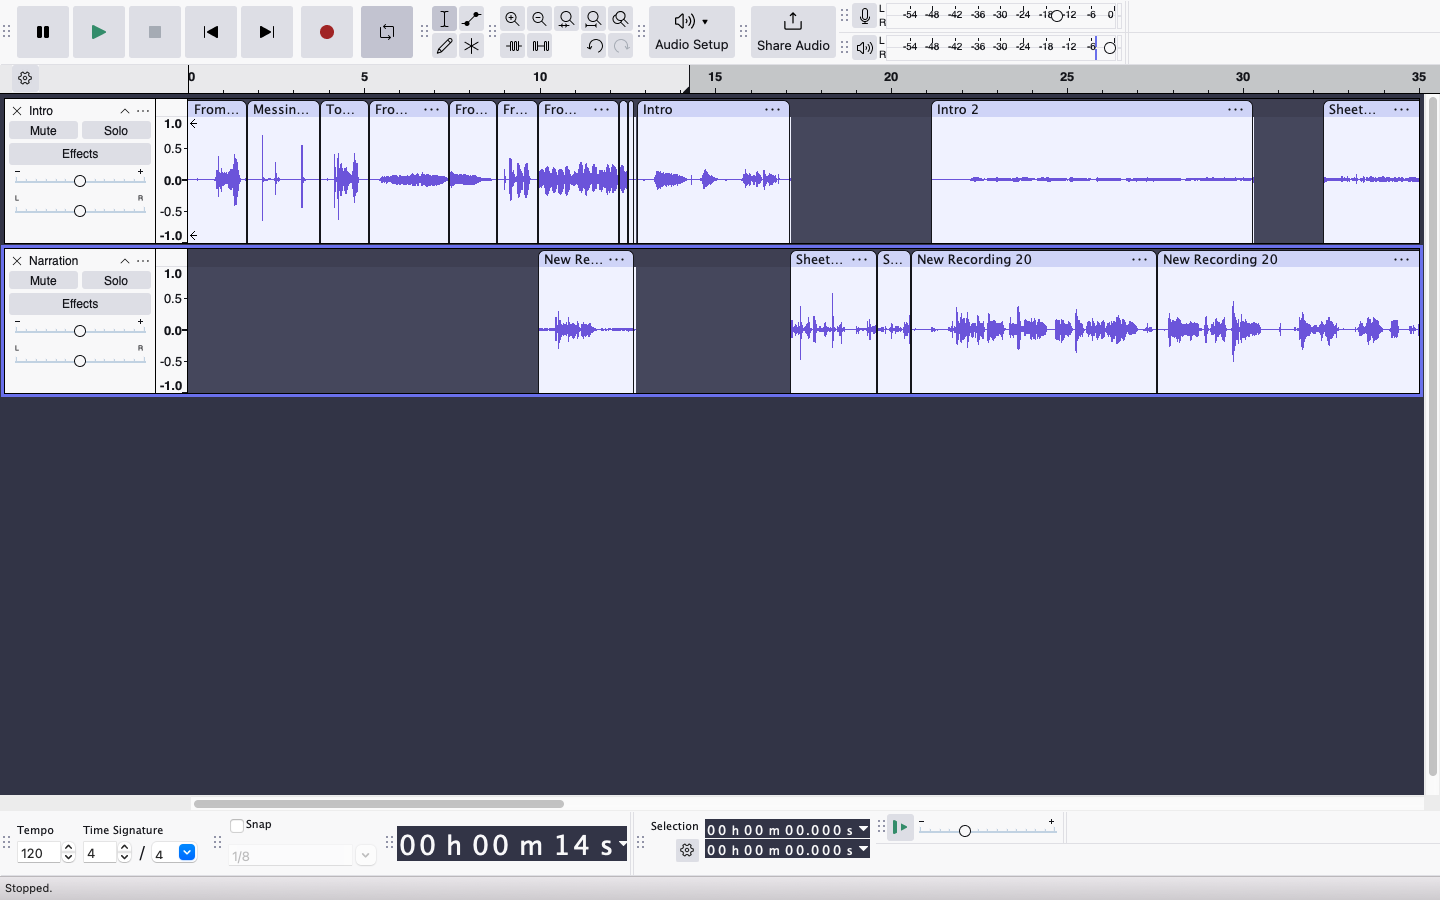 Audio Setup
Share Audio
L
R
-54 -48 -42 -36 -30 -24 -18 -12 -6 0
L
R
-54 -48 -42 -36 -30 -24 -18 -12 -6 0
0 5 10 15 20 25 30 35
Intro
Mute Solo
Effects
- +
L R
1.0
0.5
0.0
-0.5
-1.0
From... Messin... To... Fro... Fro... Fr... Fro... Intro Intro 2 Sheet...
Narration
Mute Solo
Effects
- +
L R
1.0
0.5
0.0
-0.5
-1.0
New Re... Sheet... S... New Recording 20 New Recording 20
Tempo
120
Time Signature
4 / 4
Snap
1/8
00 h 00 m 14 s
Selection
00 h 00 m 00.000 s
00 h 00 m 00.000 s
- +
Stopped.